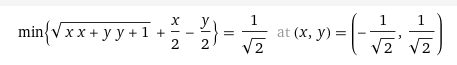 min{√(x x + y y + 1) + x/2 − y/2} = 1/√2 at (x, y) = (−1/√2, 1/√2)